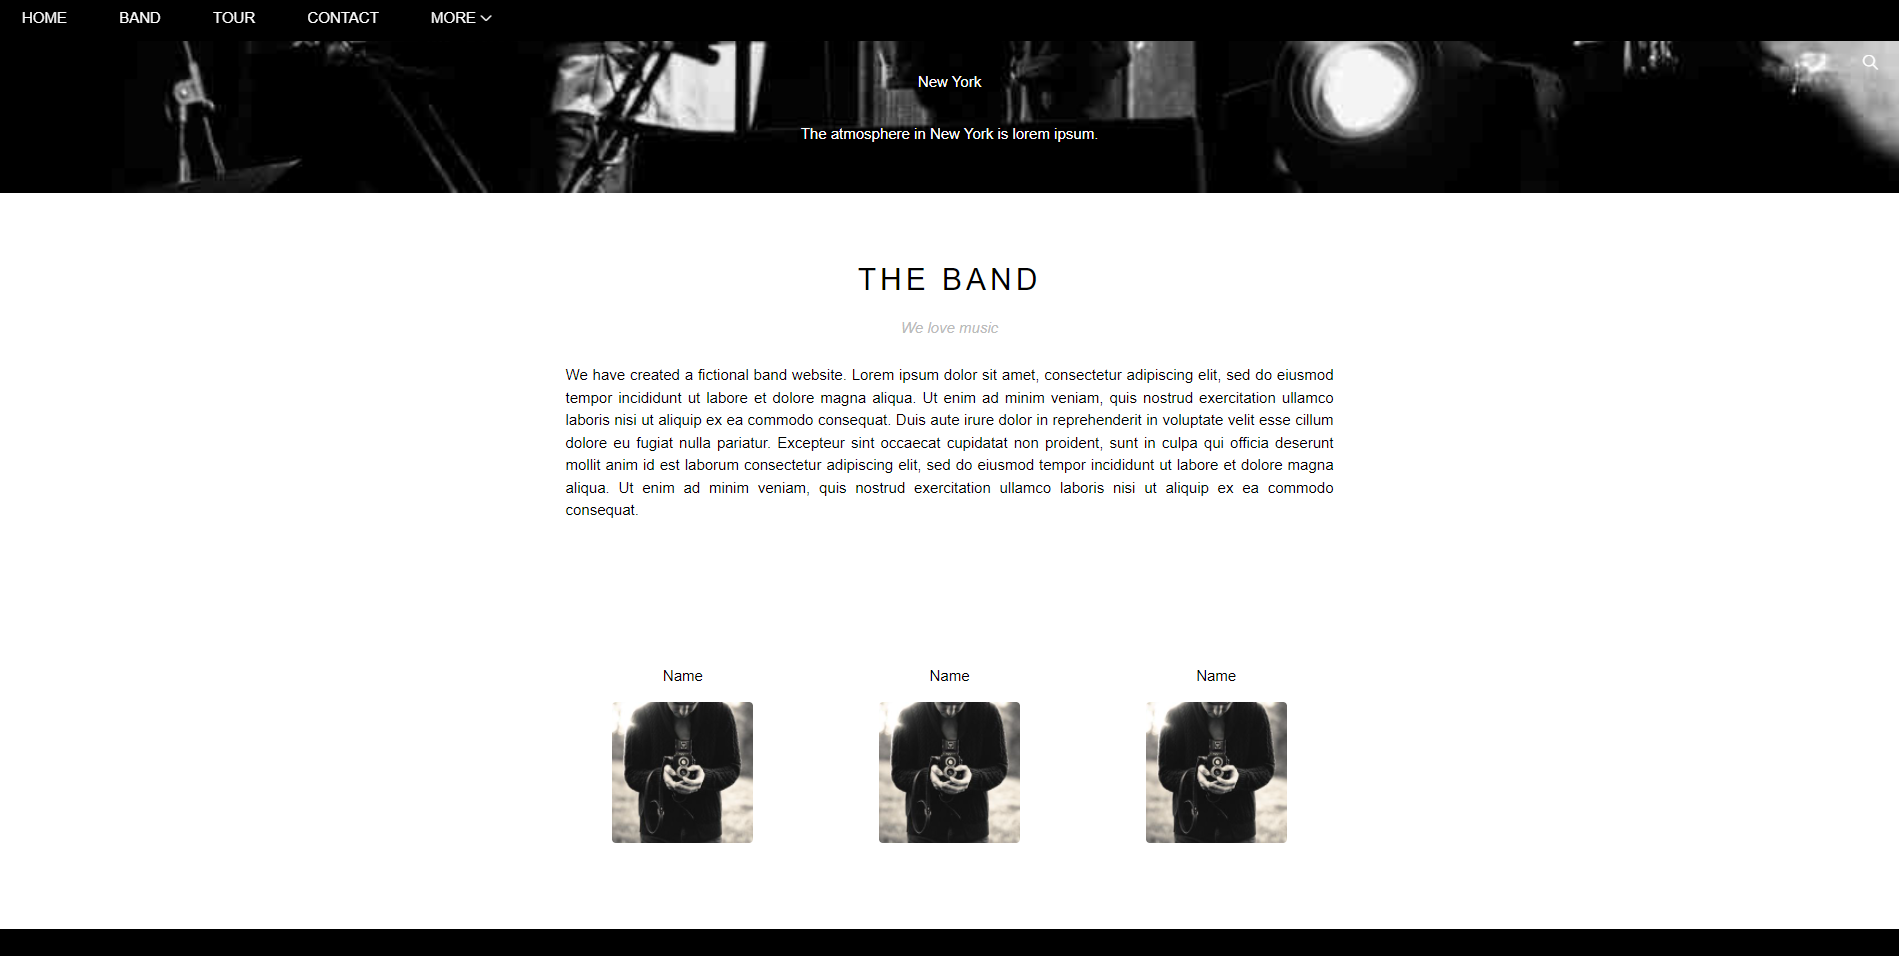 HOME BAND TOUR CONTACT MORE
New York
The atmosphere in New York is lorem ipsum.
THE BAND
We love music
We have created a fictional band website. Lorem ipsum dolor sit amet, consectetur adipiscing elit, sed do eiusmod
tempor incididunt ut labore et dolore magna aliqua. Ut enim ad minim veniam, quis nostrud exercitation ullamco
laboris nisi ut aliquip ex ea commodo consequat. Duis aute irure dolor in reprehenderit in voluptate velit esse cillum
dolore eu fugiat nulla pariatur. Excepteur sint occaecat cupidatat non proident, sunt in culpa qui officia deserunt
mollit anim id est laborum consectetur adipiscing elit, sed do eiusmod tempor incididunt ut labore et dolore magna
aliqua. Ut enim ad minim veniam, quis nostrud exercitation ullamco laboris nisi ut aliquip ex ea commodo
consequat.
Name Name Name